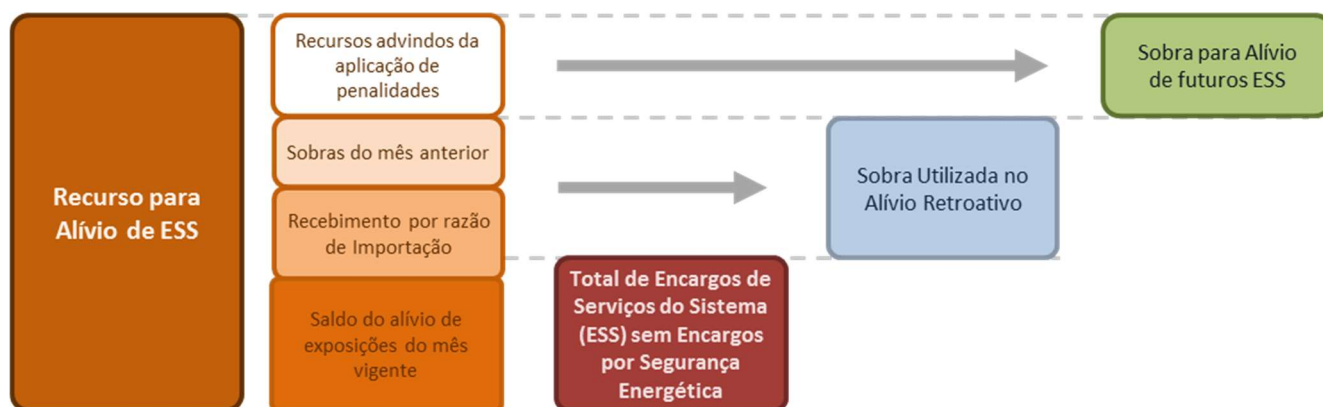 Recurso para
Alívio de ESS
Recursos advindos da
aplicação de
penalidades
Sobras do mês anterior
Recebimento por razão
de Importação
Saldo do alívio de
exposições do mês
vigente
Total de Encargos de
Serviços do Sistema
(ESS) sem Encargos
por Segurança
Energética
Sobra Utilizada no
Alívio Retroativo
Sobra para Alívio
de futuros ESS